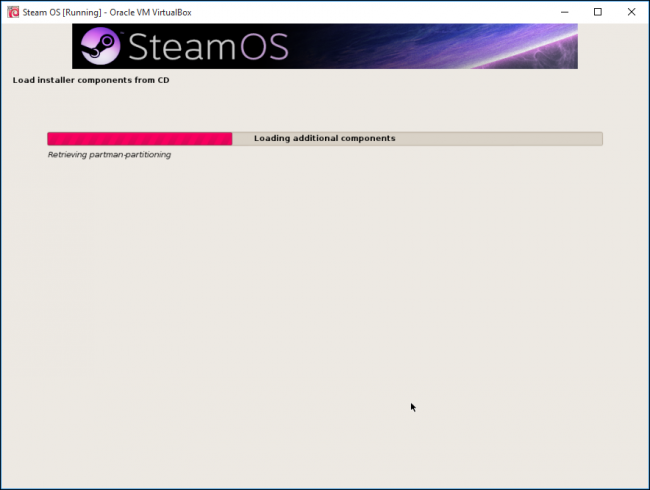 Steam OS [Running] - Oracle VM VirtualBox
STEAMOS
Load installer components from CD
Loading additional components
Retrieving partman-partitioning